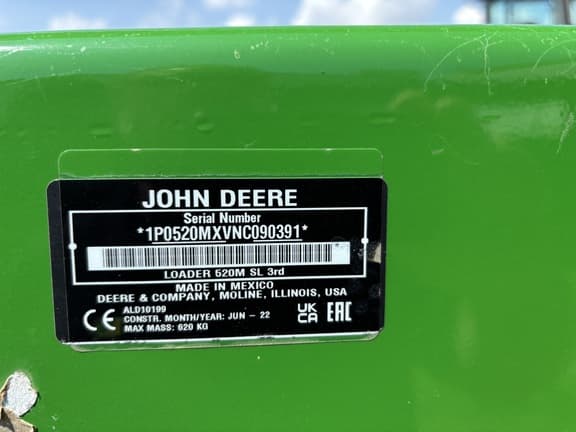 JOHN DEERE
Serial Number
*1P0520MXVNC090391*
LOADER 520M SL 3rd
MADE IN MEXICO
DEERE & COMPANY, MOLINE, ILLINOIS, USA
ALD10199
CONSTR. MONTH/YEAR: JUN - 22
MAX MASS: 620 KG
CE
UK
CA
EAC